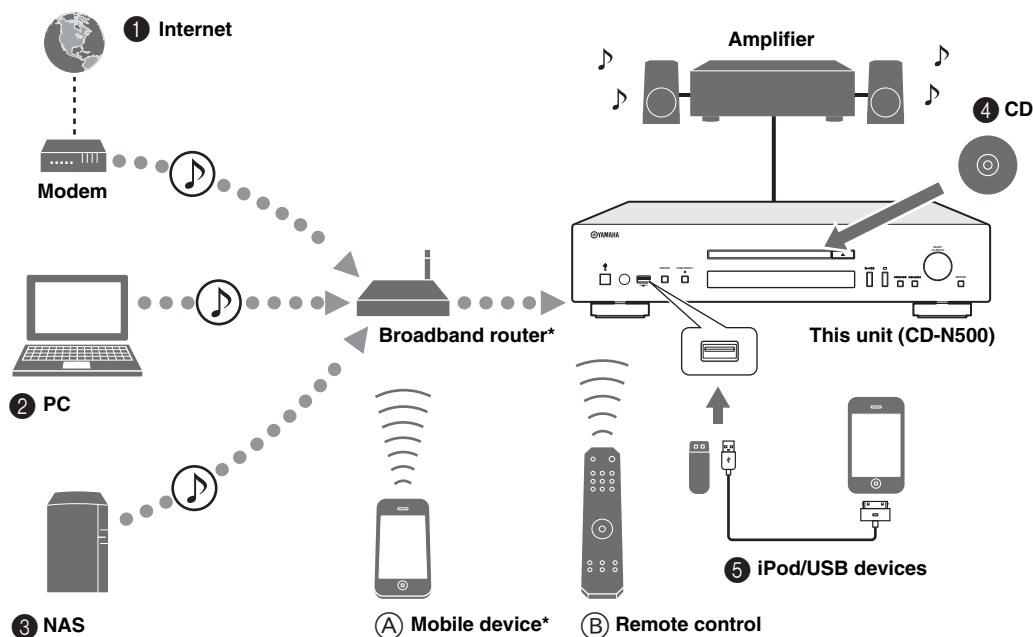 1 Internet
Amplifier
4 CD
Modem
YAMAHA
Broadband router*
This unit (CD-N500)
2 PC
5 iPod/USB devices
3 NAS
A Mobile device*
B Remote control